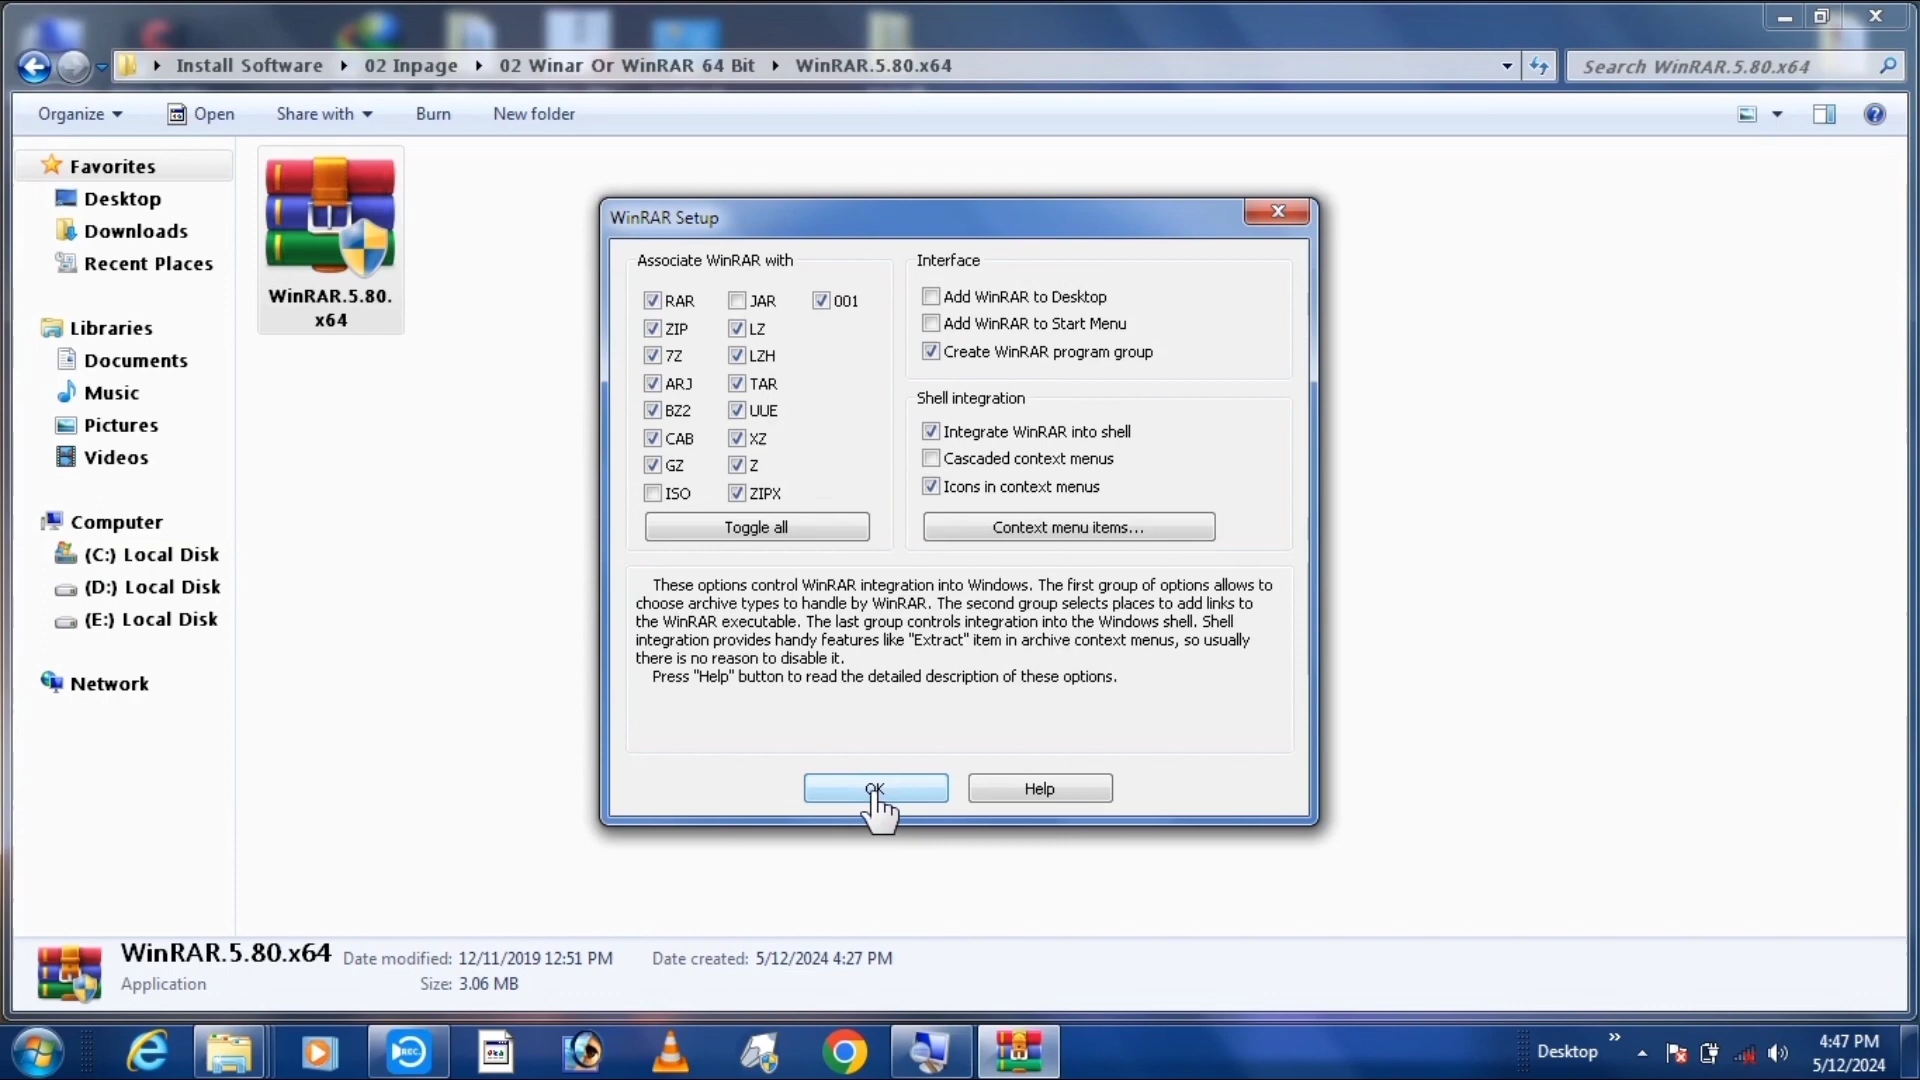 Install Software
02 Inpage
02 Winar Or WinRAR 64 Bit
WinRAR.5.80.x64
Search WinRAR.5.80.x64
Organize
Open
Share with
Burn
New folder
Favorites
Desktop
Downloads
Recent Places
Libraries
Documents
Music
Pictures
Videos
Computer
(C:) Local Disk
(D:) Local Disk
(E:) Local Disk
Network
WinRAR.5.80.
x64
WinRAR Setup
Associate WinRAR with
RAR
JAR
001
ZIP
LZ
7Z
LZH
ARJ
TAR
BZ2
UUE
CAB
XZ
GZ
Z
ISO
ZIPX
Toggle all
Interface
Add WinRAR to Desktop
Add WinRAR to Start Menu
Create WinRAR program group
Shell integration
Integrate WinRAR into shell
Cascaded context menus
Icons in context menus
Context menu items...
These options control WinRAR integration into Windows. The first group of options allows to
choose archive types to handle by WinRAR. The second group selects places to add links to
the WinRAR executable. The last group controls integration into the Windows shell. Shell
integration provides handy features like "Extract" item in archive context menus, so usually
there is no reason to disable it.
Press "Help" button to read the detailed description of these options.
OK
Help
WinRAR.5.80.x64
Date modified: 12/11/2019 12:51 PM
Date created: 5/12/2024 4:27 PM
Application
Size: 3.06 MB
REC
Desktop
4:47 PM
5/12/2024